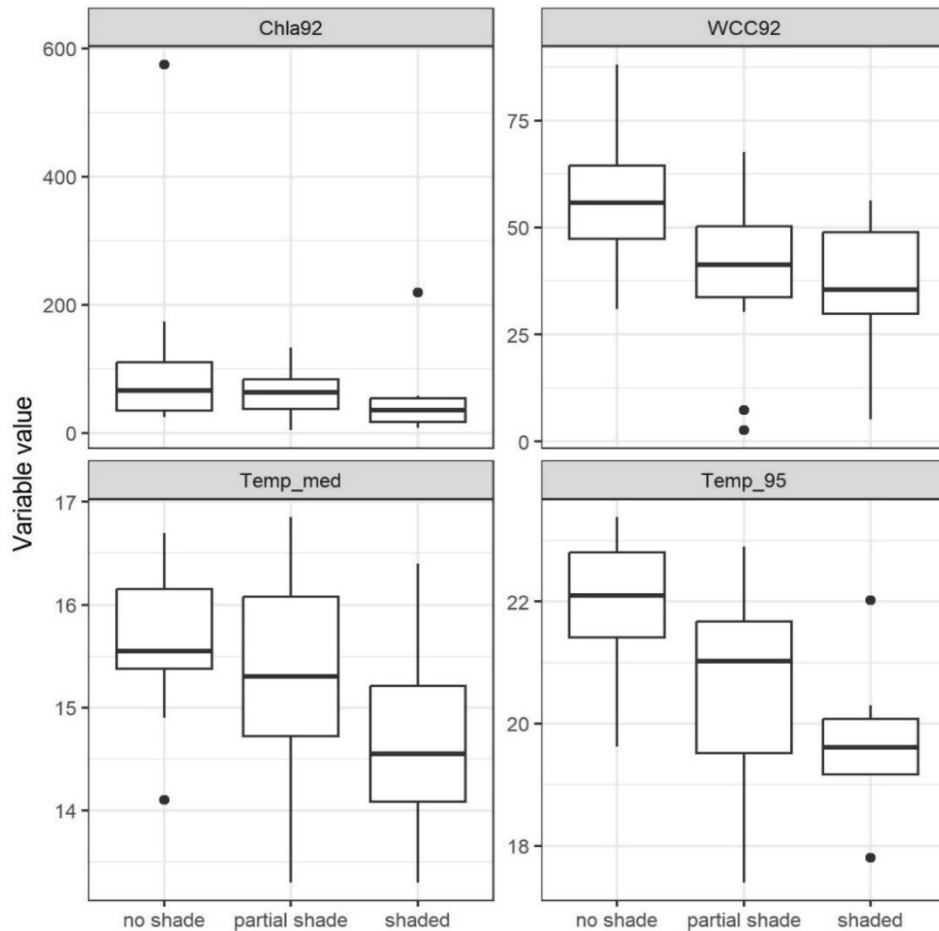 Chla92
WCC92
600
400
200
0
75
50
25
0
Variable value
Temp_med
Temp_95
17
16
15
14
22
20
18
no shade partial shade shaded
no shade partial shade shaded